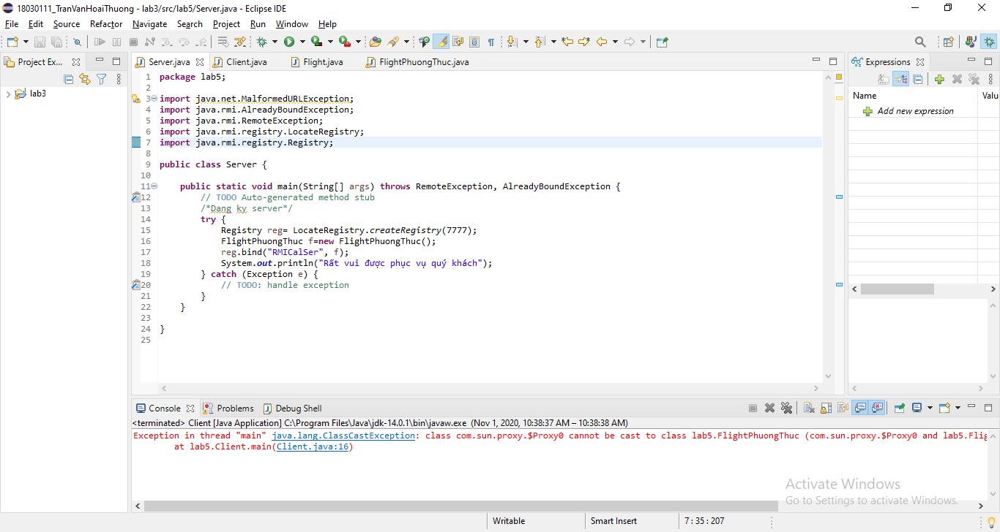 18030111_TranVanHoaiThuong - lab3/src/lab5/Server.java - Eclipse IDE
File Edit Source Refactor Navigate Search Project Run Window Help
Project Ex...
lab3
Server.java Client.java Flight.java FlightPhuongThuc.java
1 package lab5;
2
3 import java.net.MalformedURLException;
4 import java.rmi.AlreadyBoundException;
5 import java.rmi.RemoteException;
6 import java.rmi.registry.LocateRegistry;
7 import java.rmi.registry.Registry;
8
9 public class Server {
10
11 public static void main(String[] args) throws RemoteException, AlreadyBoundException {
12 // TODO Auto-generated method stub
13 /*Dang ky server*/
14 try {
15 Registry reg= LocateRegistry.createRegistry(7777);
16 FlightPhuongThuc f=new FlightPhuongThuc();
17 reg.bind("RMICalSer", f);
18 System.out.println("Rất vui được phục vụ quý khách");
19 } catch (Exception e) {
20 // TODO: handle exception
21 }
22 }
23
24 }
25
Expressions
Name Valu
Add new expression
Console Problems Debug Shell
<terminated> Client [Java Application] C:\Program Files\Java\jdk-14.0.1\bin\javaw.exe (Nov 1, 2020, 10:38:37 AM – 10:38:38 AM)
Exception in thread "main" java.lang.ClassCastException: class com.sun.proxy.$Proxy0 cannot be cast to class lab5.FlightPhuongThuc (com.sun.proxy.$Proxy0 and lab5.Flig
at lab5.Client.main(Client.java:16)
Activate Windows
Go to Settings to activate Windows.
Writable Smart Insert 7 : 35 : 207